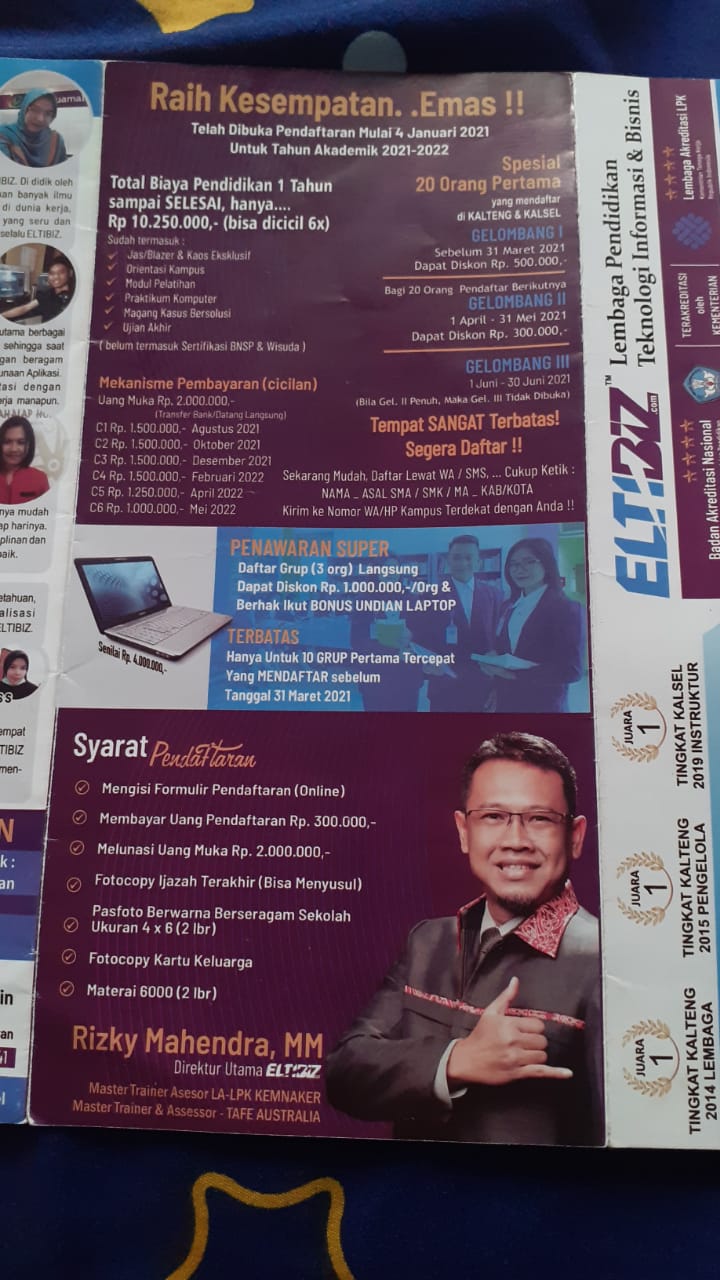 uamal
IBIZ. Di didik oleh
kan banyak ilmu
di dunia kerja.
yang seru dan
selalu ELTIBIZ.
utama berbagai
sehingga saat
gan beragam
unaan Aplikasi.
tasi dengan
erja manapun.
nya mudah
ap harinya.
iplinan dan
baik.
etahuan,
alisasi
LTIBIZ.
empat
TIBIZ
men-
N
k :
an
in
ran
41
Raih Kesempatan. .Emas !!
Telah Dibuka Pendaftaran Mulai 4 Januari 2021
Untuk Tahun Akademik 2021-2022
Total Biaya Pendidikan 1 Tahun
sampai SELESAI, hanya....
Rp 10.250.000,- (bisa dicicil 6x)
Sudah termasuk :
Jas/Blazer & Kaos Eksklusif
Orientasi Kampus
Modul Pelatihan
Praktikum Komputer
Magang Kasus Bersolusi
Ujian Akhir
( belum termasuk Sertifikasi BNSP & Wisuda )
Spesial
20 Orang Pertama
yang mendaftar
di KALTENG & KALSEL
GELOMBANG I
Sebelum 31 Maret 2021
Dapat Diskon Rp. 500.000,-
Bagi 20 Orang Pendaftar Berikutnya
GELOMBANG II
1 April - 31 Mei 2021
Dapat Diskon Rp. 300.000,-
GELOMBANG III
1 Juni - 30 Juni 2021
(Bila Gel. II Penuh, Maka Gel. III Tidak Dibuka)
Mekanisme Pembayaran (cicilan)
Uang Muka Rp, 2.000.000,-
(Transfer Bank/Datang Langsung)
C1 Rp. 1.500.000,- Agustus 2021
C2 Rp. 1.500.000,- Oktober 2021
C3 Rp. 1.500.000,- Desember 2021
C4 Rp. 1.500.000,- Februari 2022
C5 Rp. 1.250.000,- April 2022
C6 Rp. 1.000.000,- Mei 2022
Tempat SANGAT Terbatas!
Segera Daftar !!
Sekarang Mudah, Daftar Lewat WA / SMS, ... Cukup Ketik :
NAMA _ ASAL SMA / SMK / MA _ KAB/KOTA
Kirim ke Nomor WA/HP Kampus Terdekat dengan Anda !!
PENAWARAN SUPER
Daftar Grup (3 org) Langsung
Dapat Diskon Rp. 1.000.000,-/Org &
Berhak Ikut BONUS UNDIAN LAPTOP
TERBATAS
Hanya Untuk 10 GRUP Pertama Tercepat
Yang MENDAFTAR sebelum
Tanggal 31 Maret 2021
Senilai Rp. 4.000.000,-
Syarat Pendaftaran
Mengisi Formulir Pendaftaran (Online)
Membayar Uang Pendaftaran Rp. 300.000,-
Melunasi Uang Muka Rp. 2.000.000,-
Fotocopy Ijazah Terakhir (Bisa Menyusul)
Pasfoto Berwarna Berseragam Sekolah
Ukuran 4 x 6 (2 lbr)
Fotocopy Kartu Keluarga
Materai 6000 (2 lbr)
Rizky Mahendra, MM
Direktur Utama ELTIBIZ
Master Trainer Asesor LA-LPK KEMNAKER
Master Trainer & Assessor - TAFE AUSTRALIA
ELTIBIZ™
.com
Lembaga Pendidikan
Teknologi Informasi & Bisnis
Lembaga Akreditasi LPK
TERAKREDITASI
oleh
KEMENTERIAN
Badan Akreditasi Nasional
JUARA
1
TINGKAT KALSEL
2019 INSTRUKTUR
JUARA
1
TINGKAT KALTENG
2015 PENGELOLA
JUARA
1
TINGKAT KALTENG
2014 LEMBAGA